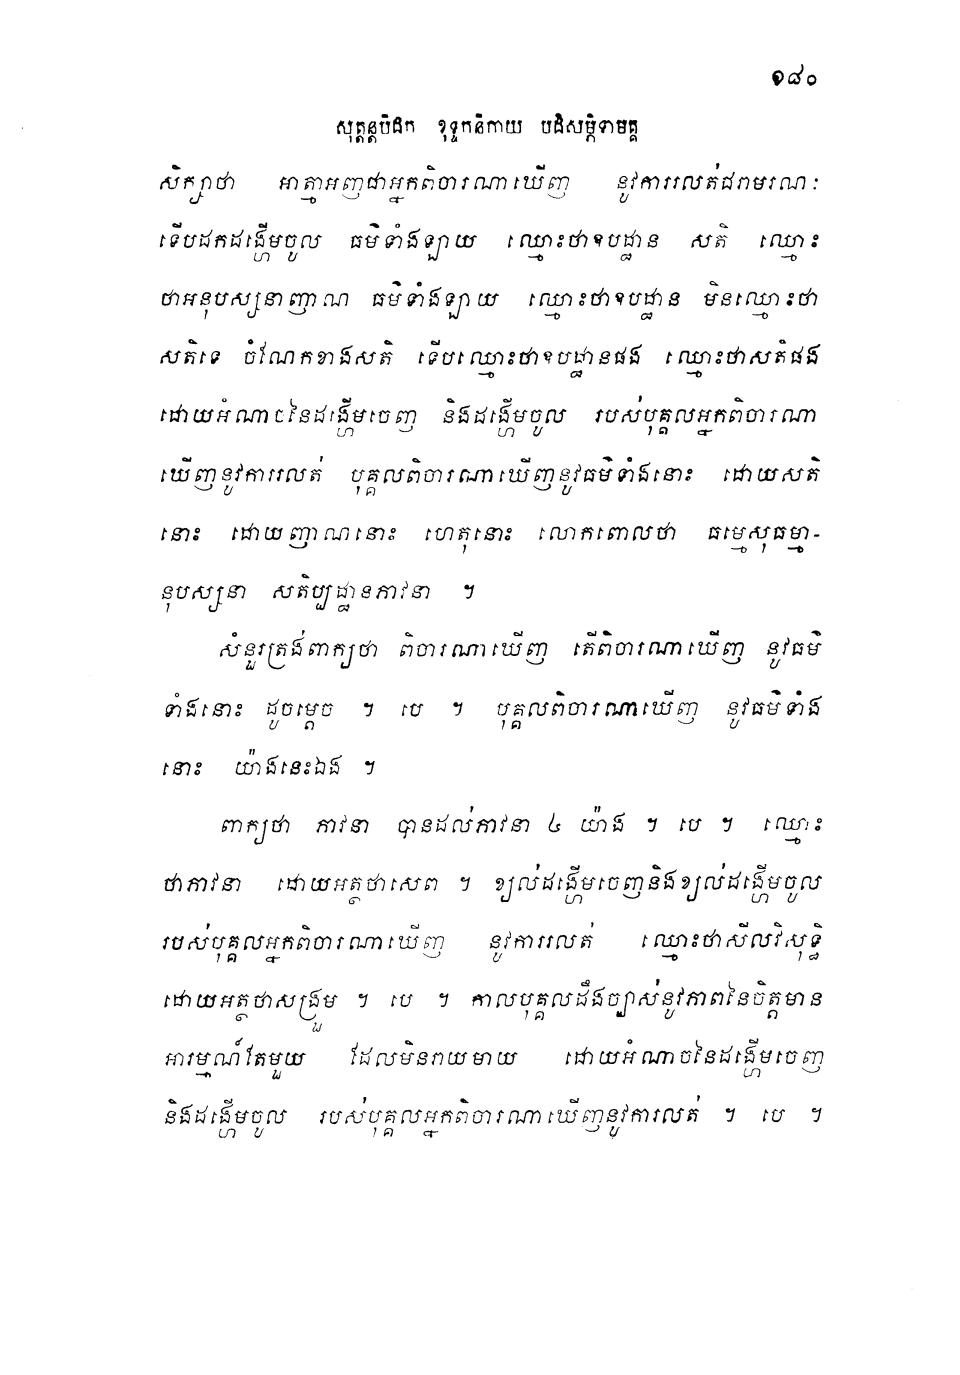 ១៨០
សុត្តន្តបិដក ខុទ្ទកនិកាយ បដិសម្ភិទាមគ្គ
សិក្សាថា អាត្មាអញជាអ្នកពិចារណាឃើញ នូវការរលត់ជរាមរណៈ
ទើបដកដង្ហើមចូល ធម៌ទាំងឡាយ ឈ្មោះថាឧបដ្ឋាន សតិ ឈ្មោះ
ថាអនុបស្សនាញាណ ធម៌ទាំងឡាយ ឈ្មោះថាឧបដ្ឋាន មិនឈ្មោះថា
សតិទេ ចំណែកខាងសតិ ទើបឈ្មោះថាឧបដ្ឋានផង ឈ្មោះថាសតិផង
ដោយអំណាចនៃដង្ហើមចេញ និងដង្ហើមចូល របស់បុគ្គលអ្នកពិចារណា
ឃើញនូវការរលត់ បុគ្គលពិចារណាឃើញនូវធម៌ទាំងនោះ ដោយសតិ
នោះ ដោយញាណនោះ ហេតុនោះ លោកពោលថា ធម្មេសុធម្មា-
នុបស្សនា សតិប្បដ្ឋានភាវនា ។
សំនួរត្រង់ពាក្យថា ពិចារណាឃើញ តើពិចារណាឃើញ នូវធម៌
ទាំងនោះ ដូចម្តេច ។ បេ ។ បុគ្គលពិចារណាឃើញ នូវធម៌ទាំង
នោះ យ៉ាងនេះឯង ។
ពាក្យថា ភាវនា បានដល់ភាវនា ៤ យ៉ាង ។ បេ ។ ឈ្មោះ
ថាភាវនា ដោយអត្ថថាសេព ។ ខ្យល់ដង្ហើមចេញនិងខ្យល់ដង្ហើមចូល
របស់បុគ្គលអ្នកពិចារណាឃើញ នូវការរលត់ ឈ្មោះថាសីលវិសុទ្ធិ
ដោយអត្ថថាសង្រួម ។ បេ ។ កាលបុគ្គលដឹងច្បាស់នូវភាពនៃចិត្តមាន
អារម្មណ៍តែមួយ ដែលមិនរាយមាយ ដោយអំណាចនៃដង្ហើមចេញ
និងដង្ហើមចូល របស់បុគ្គលអ្នកពិចារណាឃើញនូវការលត់ ។ បេ ។